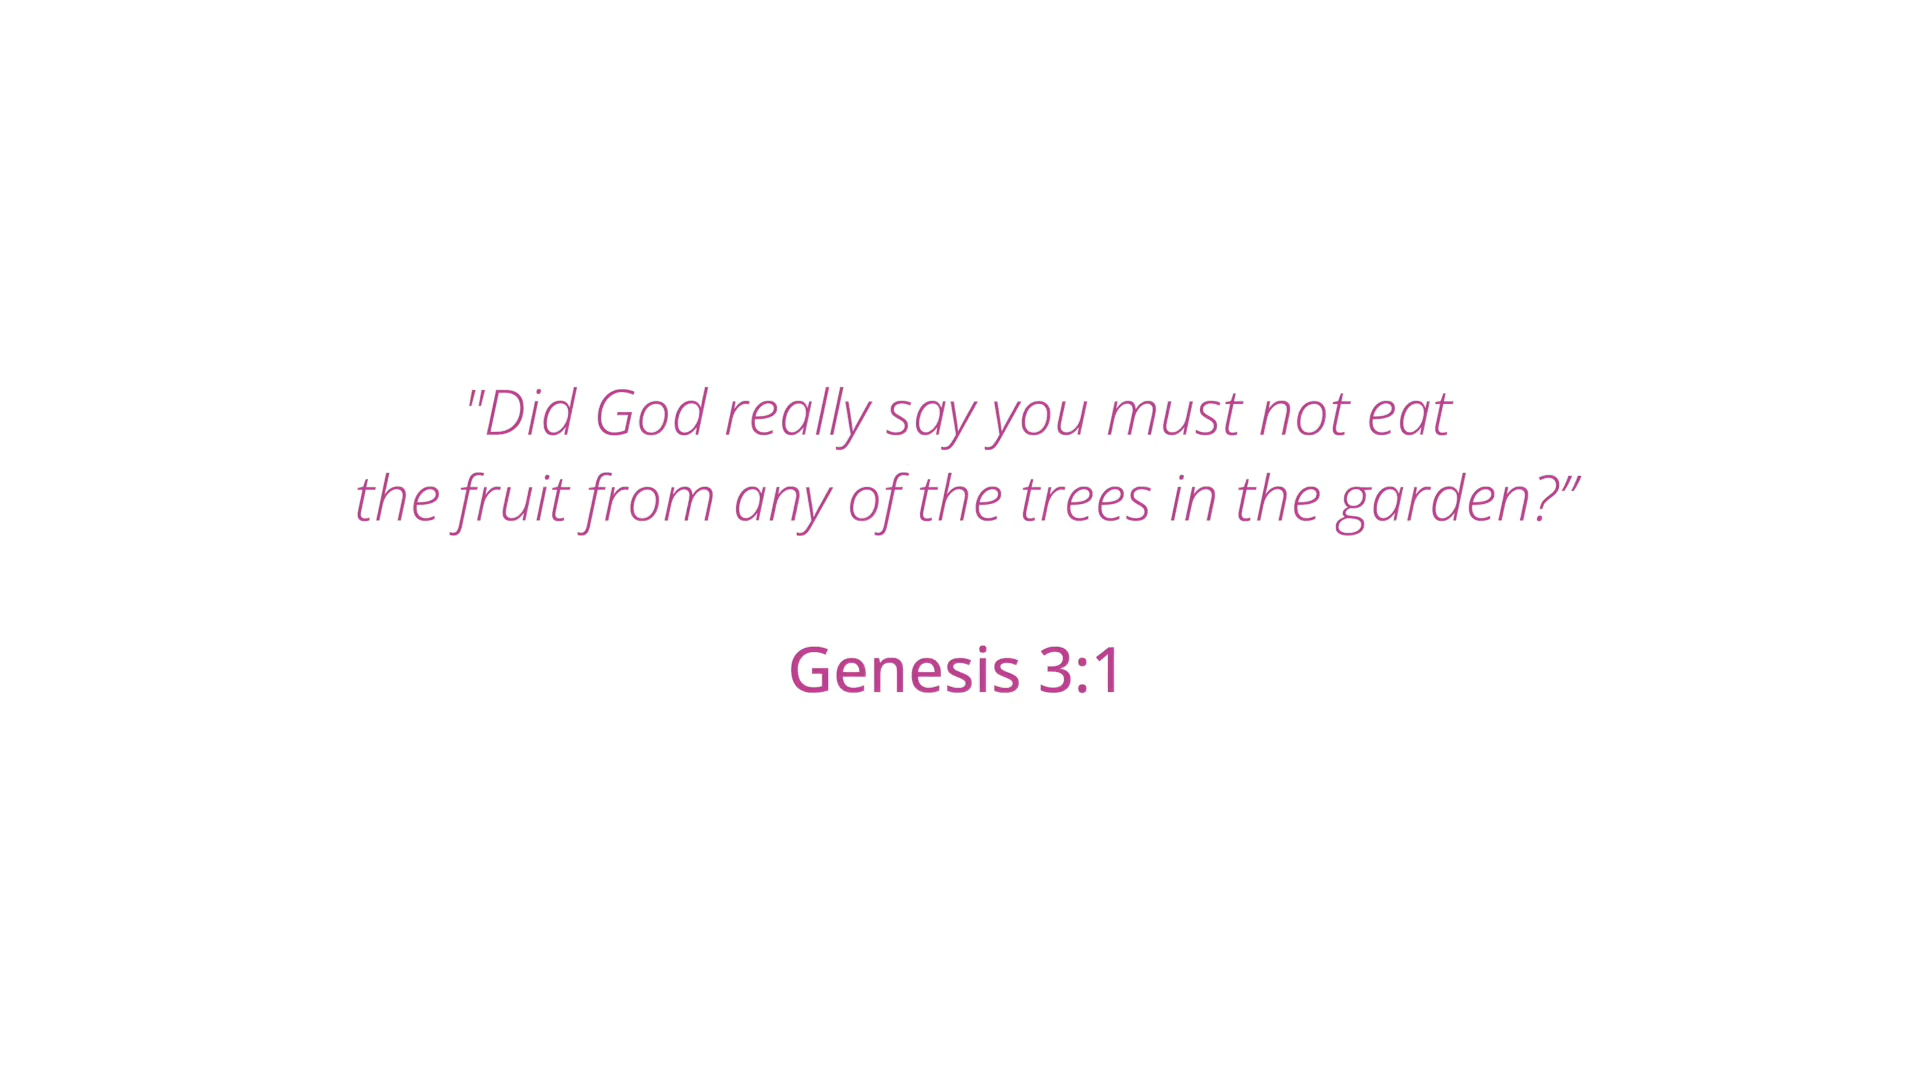 "Did God really say you must not eat
the fruit from any of the trees in the garden?”
Genesis 3:1